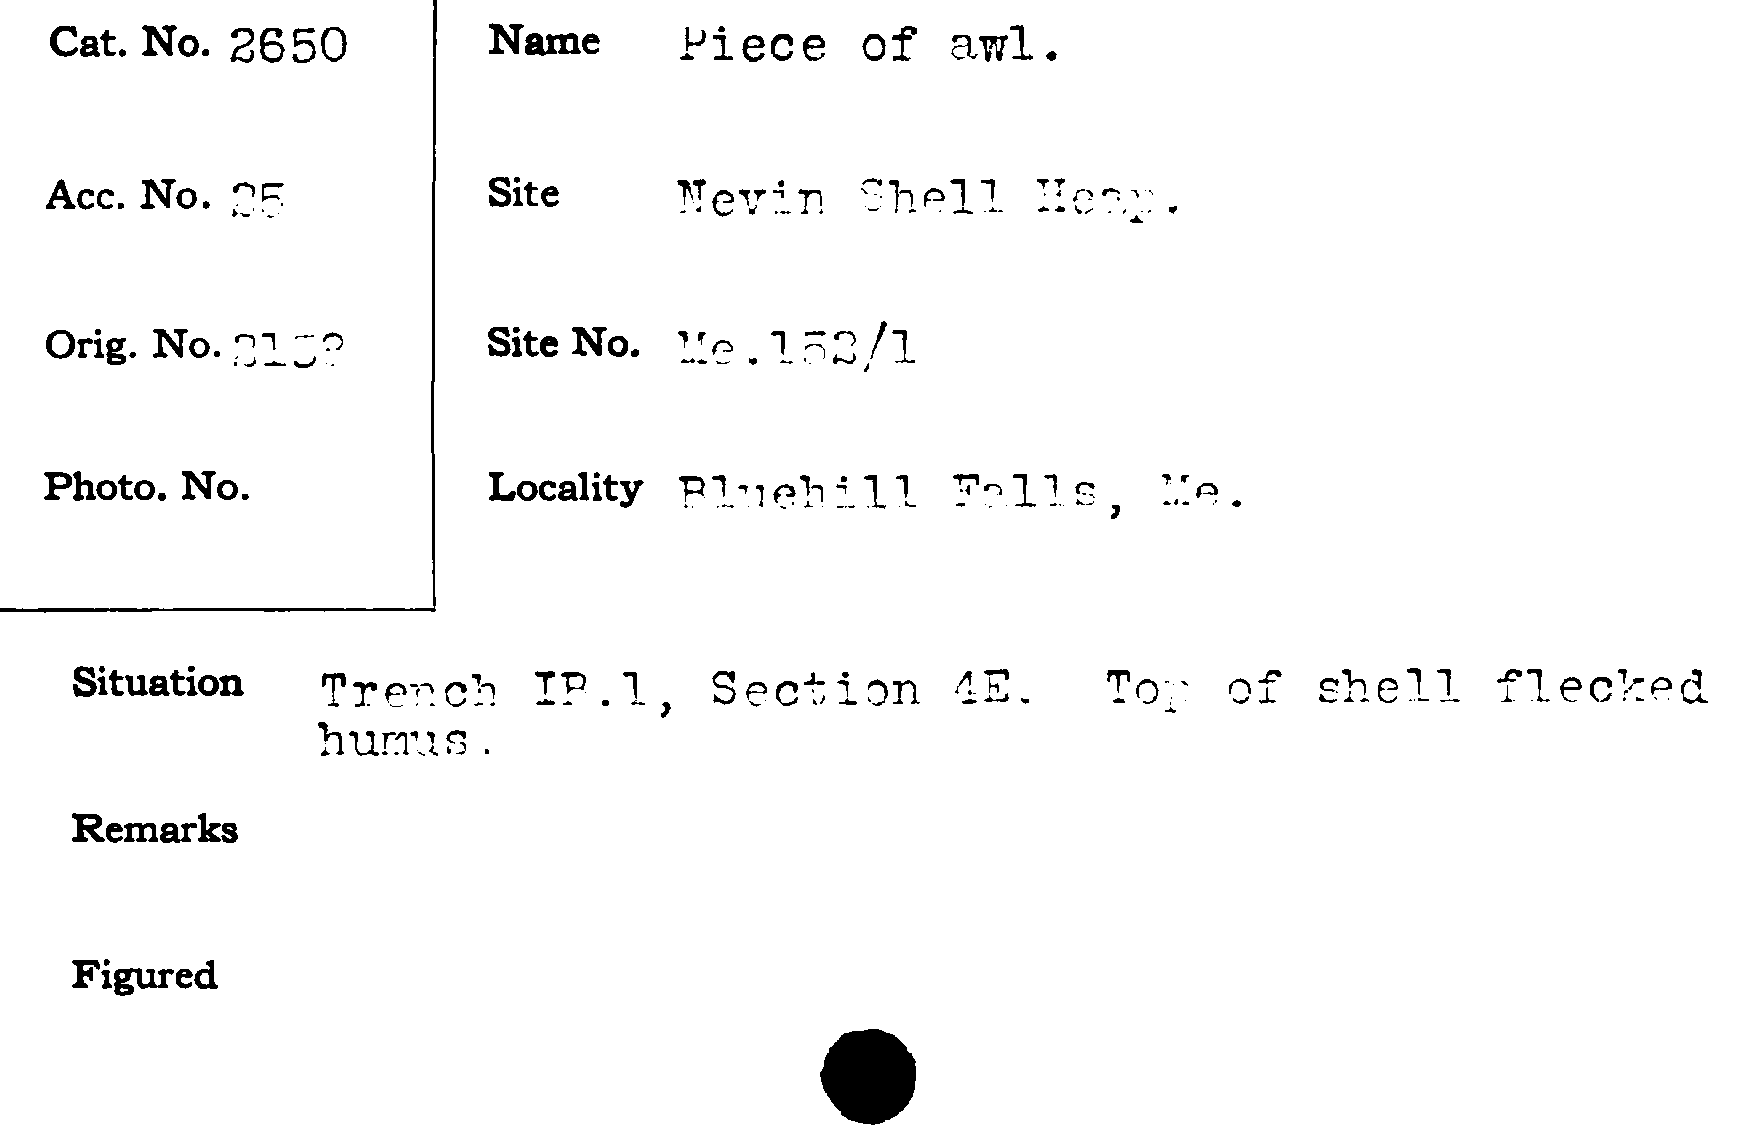 Cat. No. 2650
Name Piece of awl.
Acc. No. 25
Site Nevin Shell Heap.
Orig. No.
Site No. Me.152/1
Photo. No.
Locality Bluehill Falls, Me.
Situation Trench IB.1, Section 4E. Top of shell flecked
humus.
Remarks
Figured